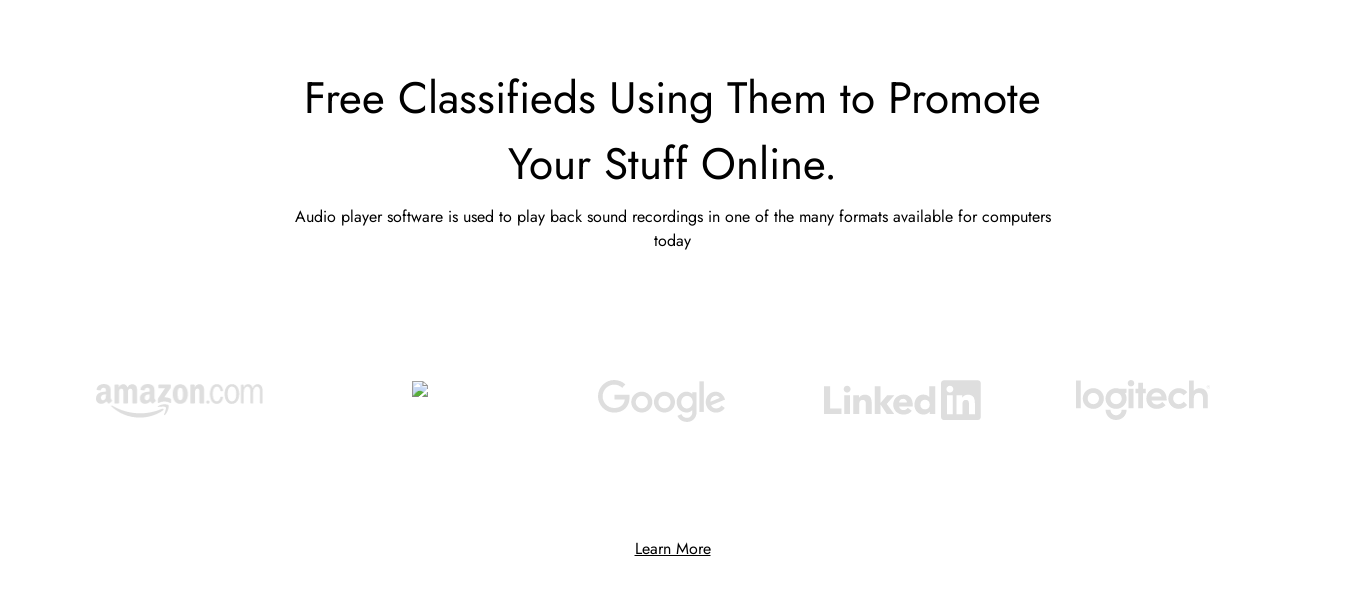 Free Classifieds Using Them to Promote
Your Stuff Online.
Audio player software is used to play back sound recordings in one of the many formats available for computers
today
amazon.com
Google
Linked in
logitech
Learn More